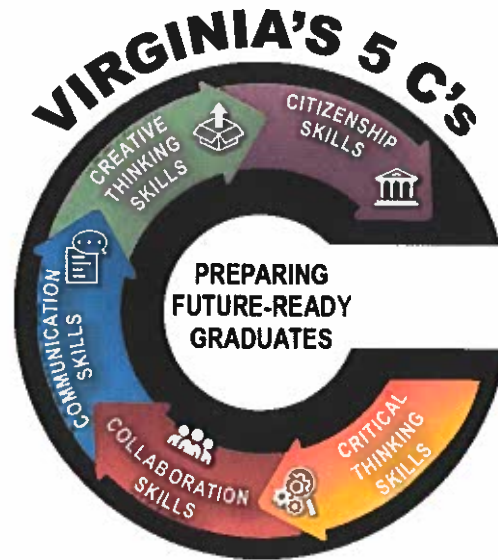 VIRGINIA'S 5 C's
CREATIVE
THINKING
SKILLS
CITIZENSHIP
SKILLS
COMMUNICATION
SKILLS
PREPARING
FUTURE-READY
GRADUATES
COLLABORATION
SKILLS
CRITICAL
THINKING
SKILLS